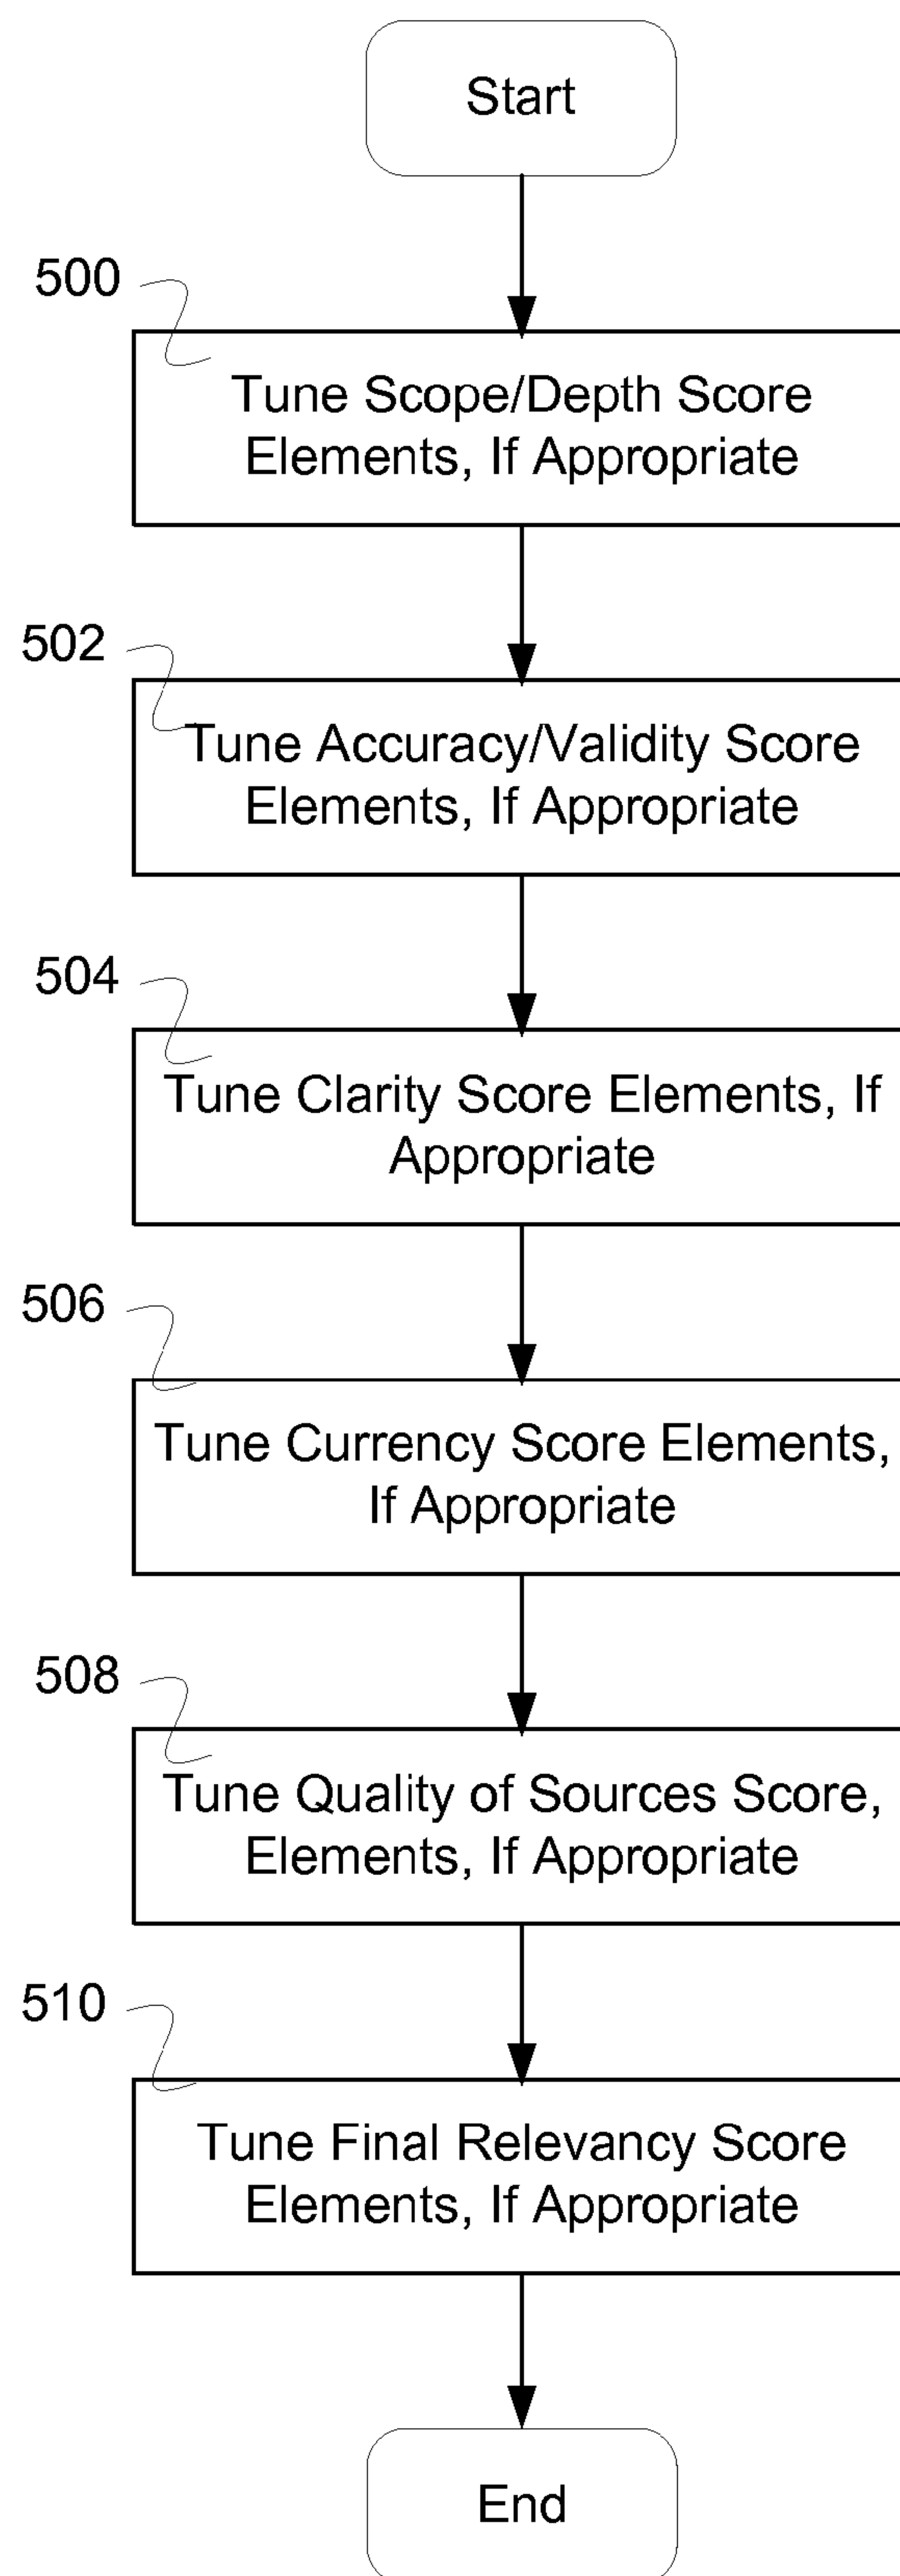 Start
500
Tune Scope/Depth Score
Elements, If Appropriate
502
Tune Accuracy/Validity Score
Elements, If Appropriate
504
Tune Clarity Score Elements, If
Appropriate
506
Tune Currency Score Elements,
If Appropriate
508
Tune Quality of Sources Score,
Elements, If Appropriate
510
Tune Final Relevancy Score
Elements, If Appropriate
End